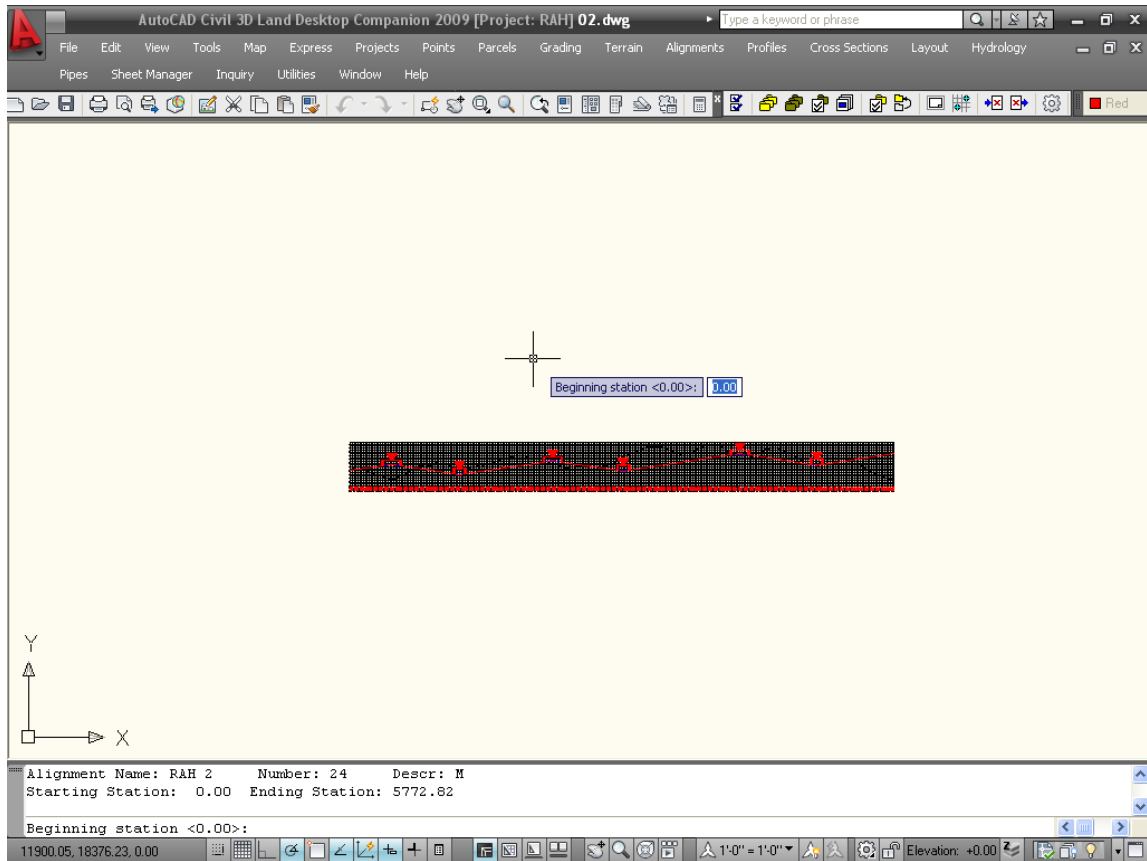 AutoCAD Civil 3D Land Desktop Companion 2009 [Project: RAH] 02.dwg
Type a keyword or phrase
File Edit View Tools Map Express Projects Points Parcels Grading Terrain Alignments Profiles Cross Sections Layout Hydrology
Pipes Sheet Manager Inquiry Utilities Window Help
Red
Beginning station <0.00>: 0.00
Y
X
Alignment Name: RAH 2 Number: 24 Descr: M
Starting Station: 0.00 Ending Station: 5772.82
Beginning station <0.00>:
11900.05, 18376.23, 0.00 1'-0" = 1'-0" Elevation: +0.00